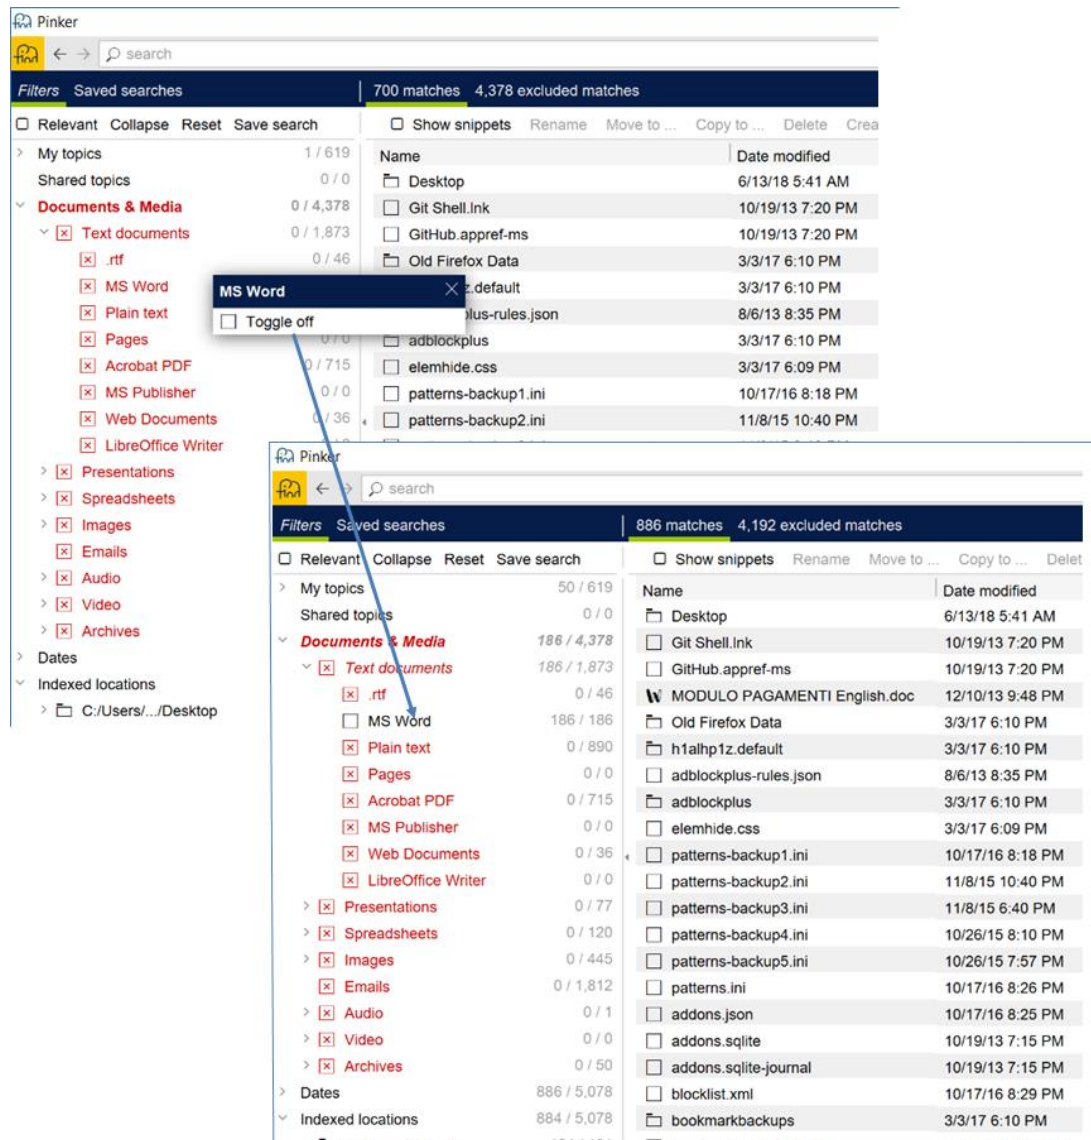 Pinker
find search
Filters Saved searches 700 matches 4,378 excluded matches
Relevant Collapse Reset Save search Show snippets Rename Move to ... Copy to ... Delete Crea
My topics 1 / 619 Name Date modified
Shared topics 0 / 0 Desktop 6/13/18 5:41 AM
Documents & Media 0 / 4,378 Git Shell.lnk 10/19/13 7:20 PM
Text documents 0 / 1,873 GitHub.appref-ms 10/19/13 7:20 PM
.rtf 0 / 46 Old Firefox Data 3/3/17 6:10 PM
MS Word MS Word z.default 3/3/17 6:10 PM
Plain text Toggle off lus-rules.json 8/6/13 8:35 PM
Pages 0 / 0 adblockplus 3/3/17 6:10 PM
Acrobat PDF 0 / 715 elemhide.css 3/3/17 6:09 PM
MS Publisher 0 / 0 patterns-backup1.ini 10/17/16 8:18 PM
Web Documents 0 / 36 patterns-backup2.ini 11/8/15 10:40 PM
LibreOffice Writer
Presentations
Spreadsheets
Images
Emails
Audio
Video
Archives
Dates
Indexed locations
C:/Users/.../Desktop
Pinker
find search
Filters Saved searches 886 matches 4,192 excluded matches
Relevant Collapse Reset Save search Show snippets Rename Move to ... Copy to ... Delet
My topics 50 / 619 Name Date modified
Shared topics 0 / 0 Desktop 6/13/18 5:41 AM
Documents & Media 186 / 4,378 Git Shell.lnk 10/19/13 7:20 PM
Text documents 186 / 1,873 GitHub.appref-ms 10/19/13 7:20 PM
.rtf 0 / 46 MODULO PAGAMENTI English.doc 12/10/13 9:48 PM
MS Word 186 / 186 Old Firefox Data 3/3/17 6:10 PM
Plain text 0 / 890 h1alhp1z.default 3/3/17 6:10 PM
Pages 0 / 0 adblockplus-rules.json 8/6/13 8:35 PM
Acrobat PDF 0 / 715 adblockplus 3/3/17 6:10 PM
MS Publisher 0 / 0 elemhide.css 3/3/17 6:09 PM
Web Documents 0 / 36 patterns-backup1.ini 10/17/16 8:18 PM
LibreOffice Writer 0 / 0 patterns-backup2.ini 11/8/15 10:40 PM
Presentations 0 / 77 patterns-backup3.ini 11/8/15 6:40 PM
Spreadsheets 0 / 120 patterns-backup4.ini 10/26/15 8:10 PM
Images 0 / 445 patterns-backup5.ini 10/26/15 7:57 PM
Emails 0 / 1,812 patterns.ini 10/17/16 8:26 PM
Audio 0 / 1 addons.json 10/17/16 8:25 PM
Video 0 / 0 addons.sqlite 10/19/13 7:15 PM
Archives 0 / 50 addons.sqlite-journal 10/19/13 7:15 PM
Dates 886 / 5,078 blocklist.xml 10/17/16 8:29 PM
Indexed locations 884 / 5,078 bookmarkbackups 3/3/17 6:10 PM